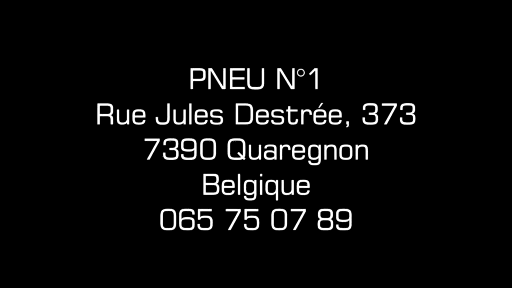 PNEU N°1
Rue Jules Destrée, 373
7390 Quaregnon
Belgique
065 75 07 89